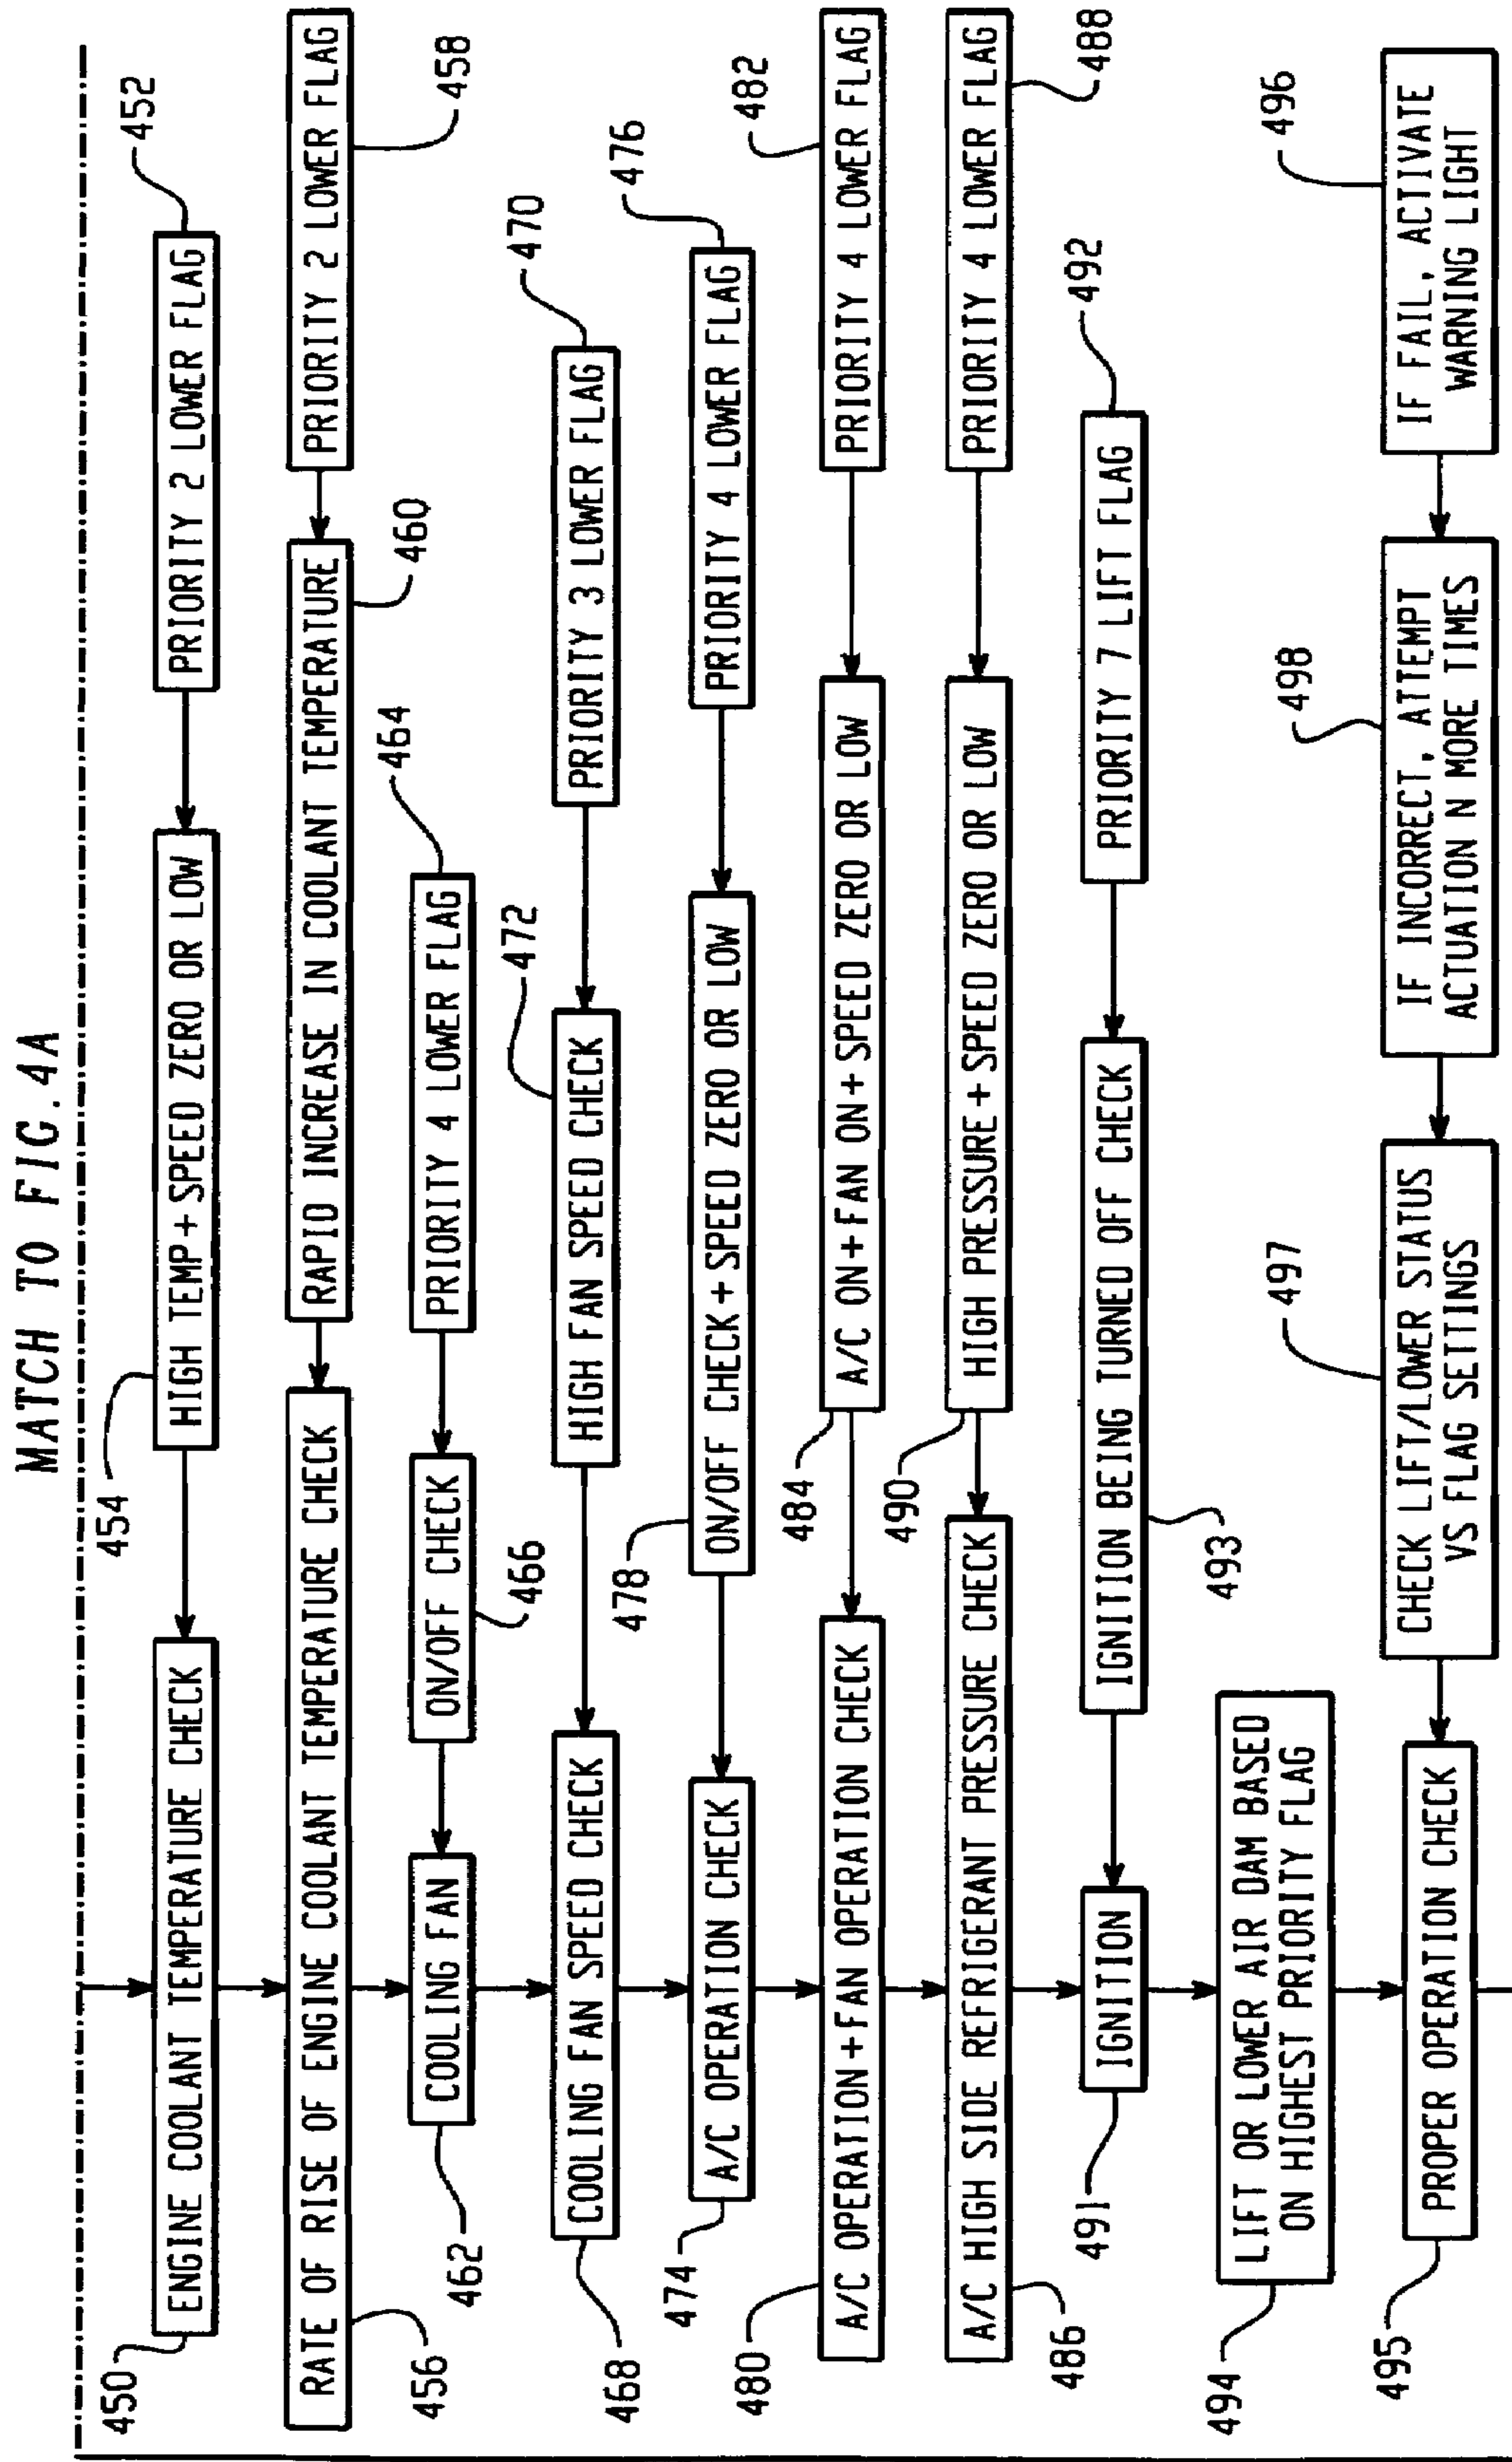 MATCH TO FIG. 4A
450
ENGINE COOLANT TEMPERATURE CHECK
454
HIGH TEMP + SPEED ZERO OR LOW
PRIORITY 2 LOWER FLAG
452
RATE OF RISE OF ENGINE COOLANT TEMPERATURE CHECK
456
RAPID INCREASE IN COOLANT TEMPERATURE
460
PRIORITY 2 LOWER FLAG
458
COOLING FAN
462
ON/OFF CHECK
466
PRIORITY 4 LOWER FLAG
464
COOLING FAN SPEED CHECK
468
HIGH FAN SPEED CHECK
472
PRIORITY 3 LOWER FLAG
470
A/C OPERATION CHECK
474
ON/OFF CHECK + SPEED ZERO OR LOW
478
PRIORITY 4 LOWER FLAG
476
A/C OPERATION + FAN OPERATION CHECK
480
A/C ON + FAN ON + SPEED ZERO OR LOW
484
PRIORITY 4 LOWER FLAG
482
A/C HIGH SIDE REFRIGERANT PRESSURE CHECK
486
HIGH PRESSURE + SPEED ZERO OR LOW
490
PRIORITY 4 LOWER FLAG
488
IGNITION
491
IGNITION BEING TURNED OFF CHECK
493
PRIORITY 7 LIFT FLAG
492
LIFT OR LOWER AIR DAM BASED
ON HIGHEST PRIORITY FLAG
494
PROPER OPERATION CHECK
495
CHECK LIFT/LOWER STATUS
VS FLAG SETTINGS
497
IF INCORRECT, ATTEMPT
ACTUATION N MORE TIMES
498
IF FAIL, ACTIVATE
WARNING LIGHT
496